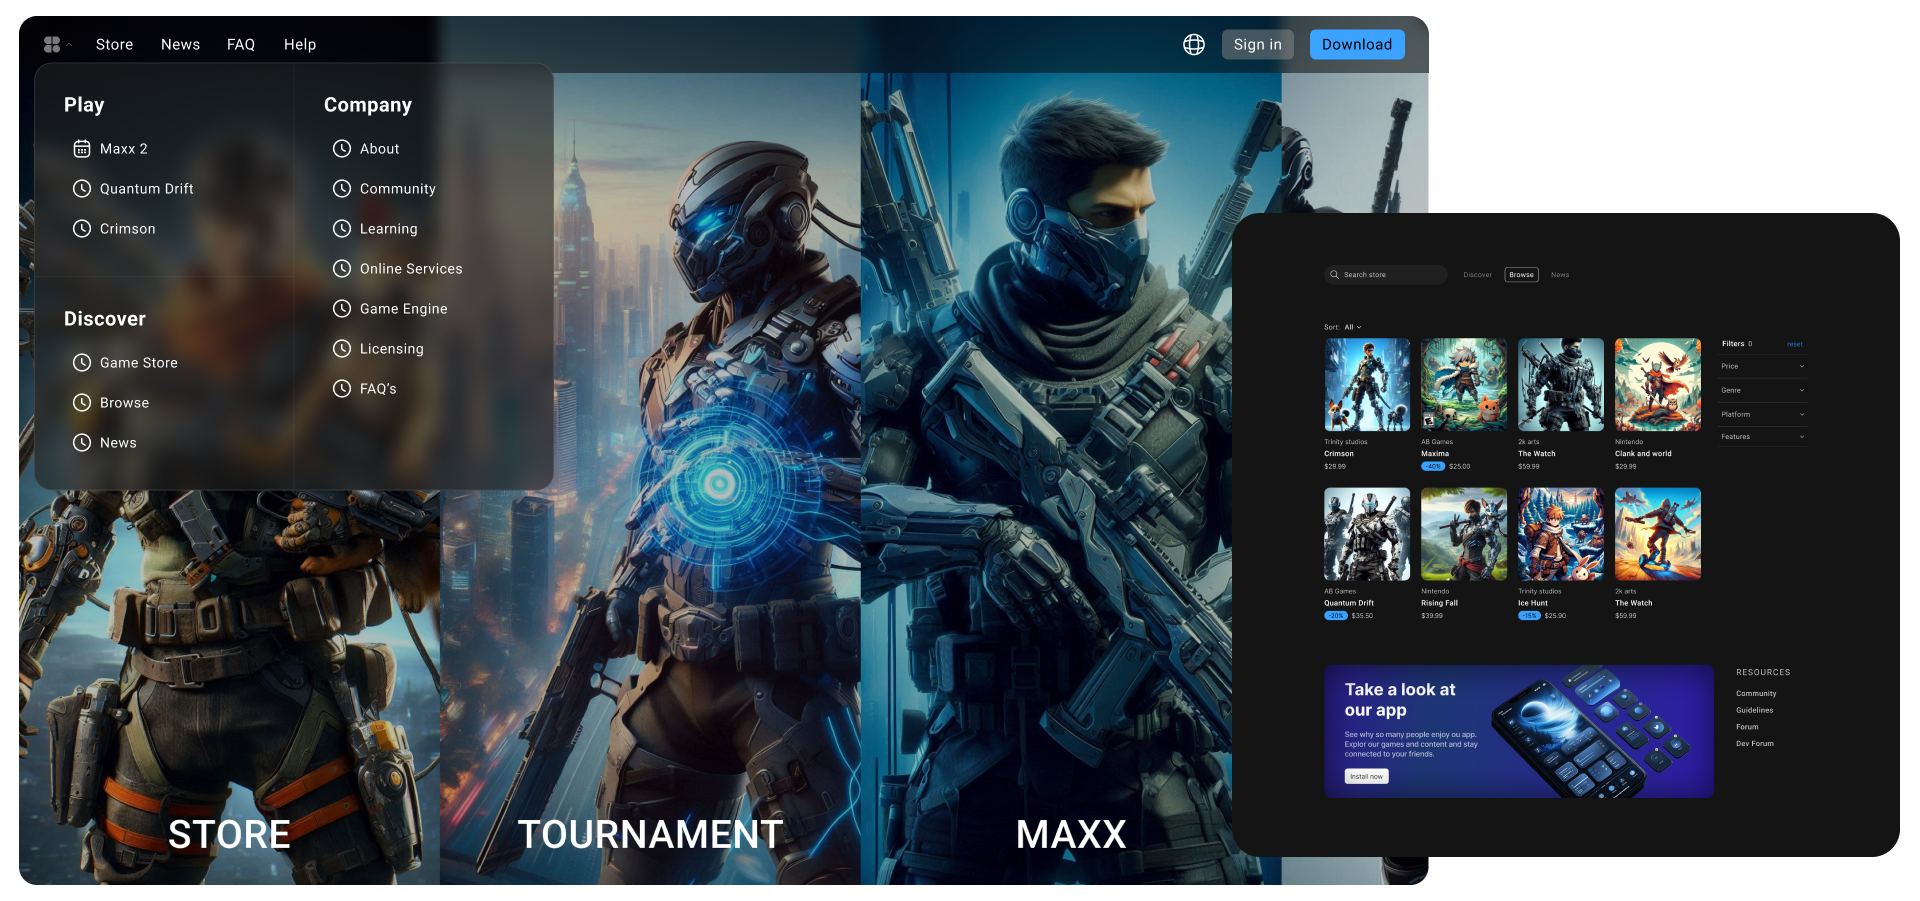 Store
News
FAQ
Help
Sign in
Download
Play
Maxx 2
Quantum Drift
Crimson
Discover
Game Store
Browse
News
Company
About
Community
Learning
Online Services
Game Engine
Licensing
FAQ's
STORE
TOURNAMENT
MAXX
Search store
Discover
Browse
News
Sort: All
Trinity studios
Crimson
$29.99
AB Games
Maxima
-40% $25.00
2k arts
The Watch
$59.99
Nintendo
Clank and world
$29.99
Filters 0
reset
Price
Genre
Platform
Features
AB Games
Quantum Drift
-20% $35.50
Nintendo
Rising Fall
$39.99
Trinity studios
Ice Hunt
-15% $25.90
2k arts
The Watch
$59.99
Take a look at
our app
See why so many people enjoy ou app.
Explor our games and content and stay
connected to your friends.
Install now
RESOURCES
Community
Guidelines
Forum
Dev Forum